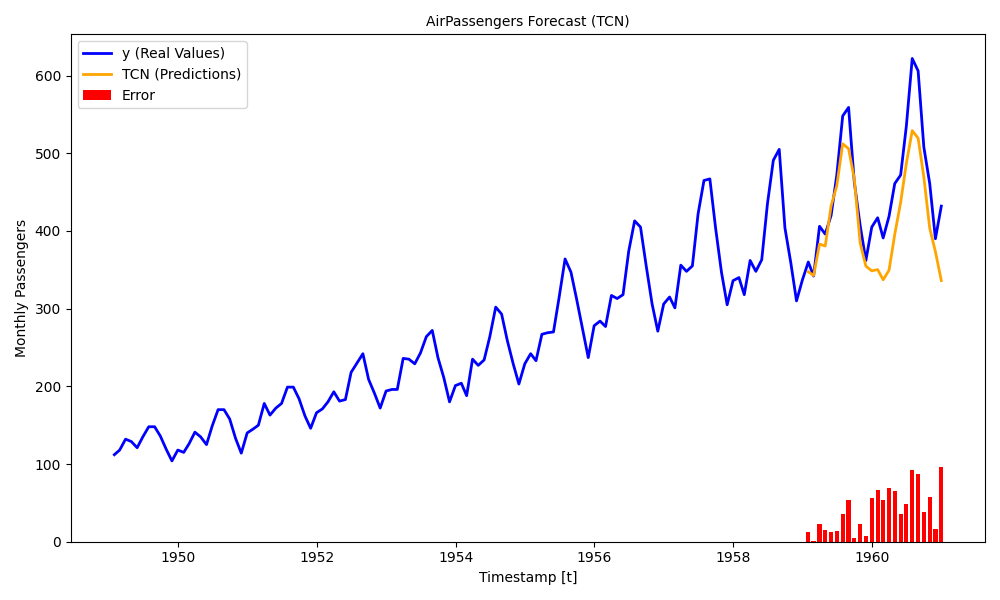 AirPassengers Forecast (TCN)
y (Real Values)
TCN (Predictions)
Error
Monthly Passengers
600
500
400
300
200
100
0
1950 1952 1954 1956 1958 1960
Timestamp [t]